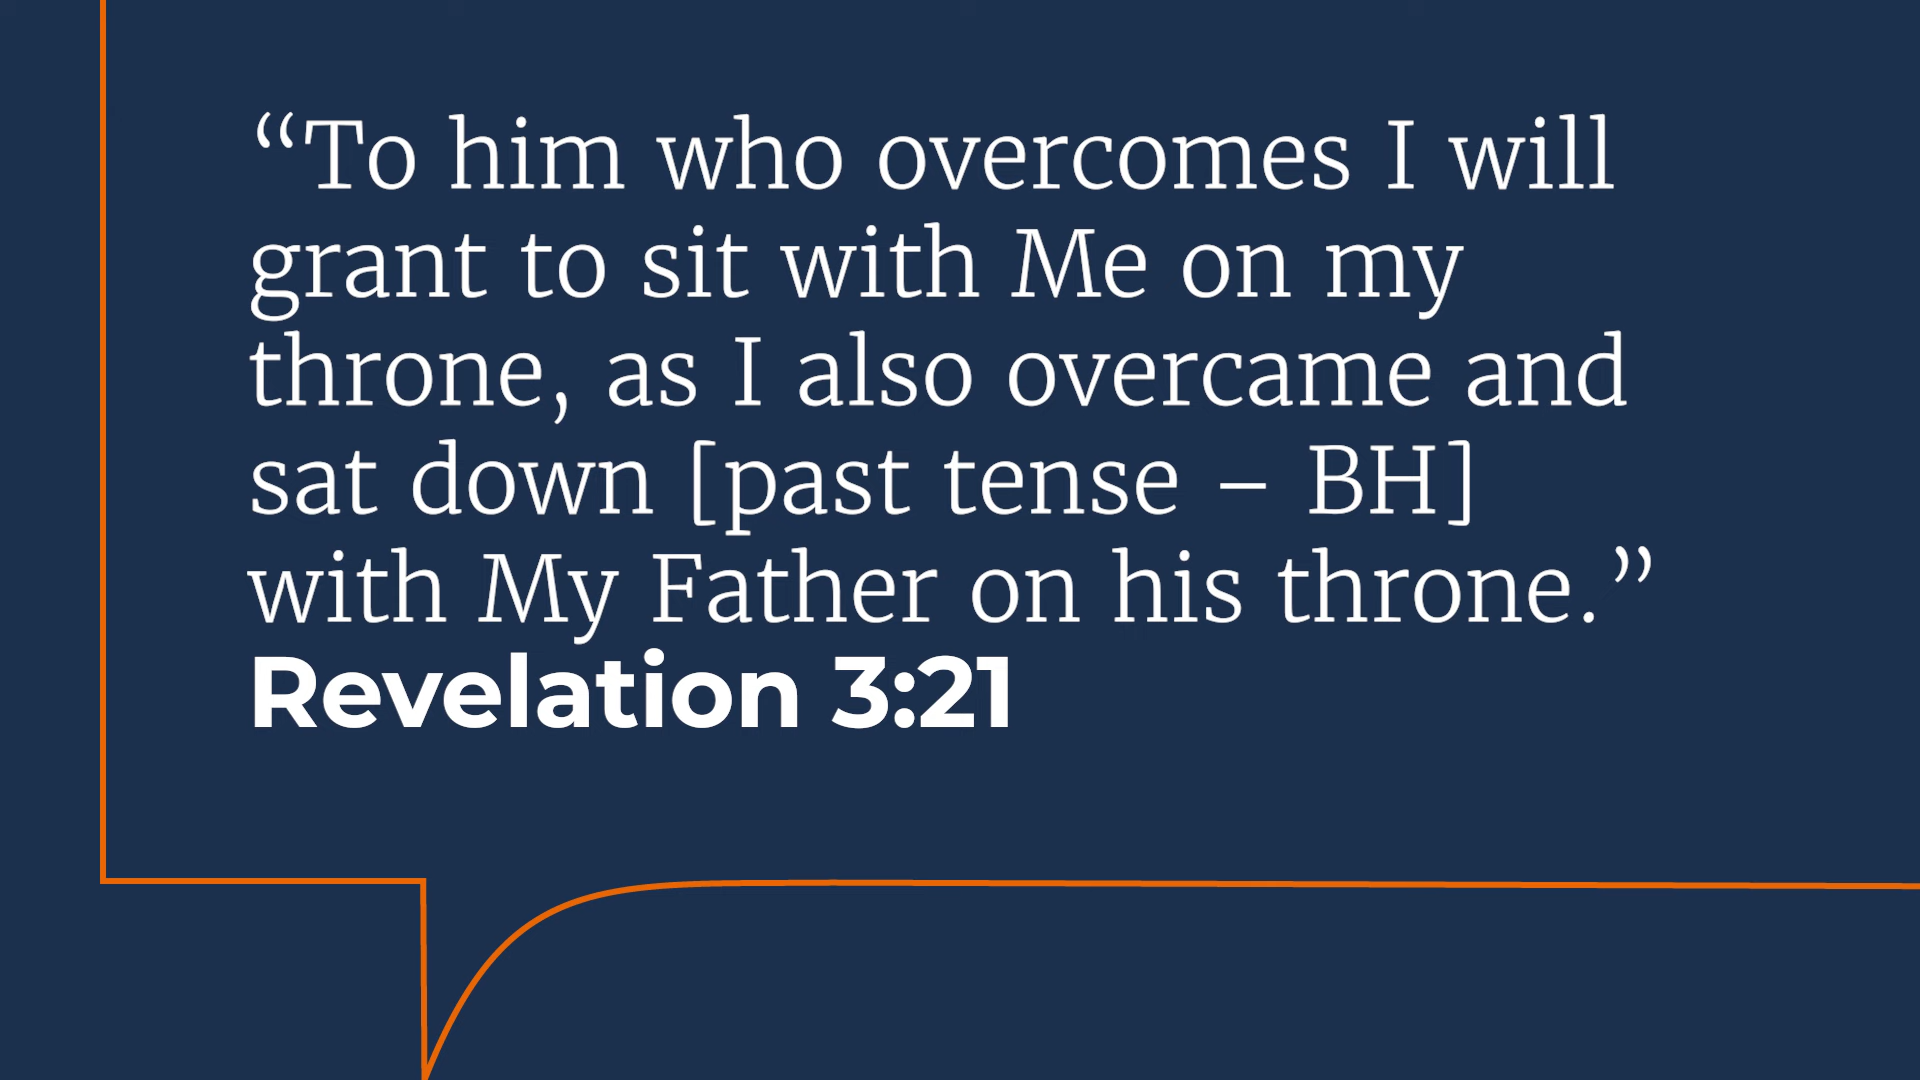 “To him who overcomes I will
grant to sit with Me on my
throne, as I also overcame and
sat down [past tense – BH]
with My Father on his throne.”
Revelation 3:21